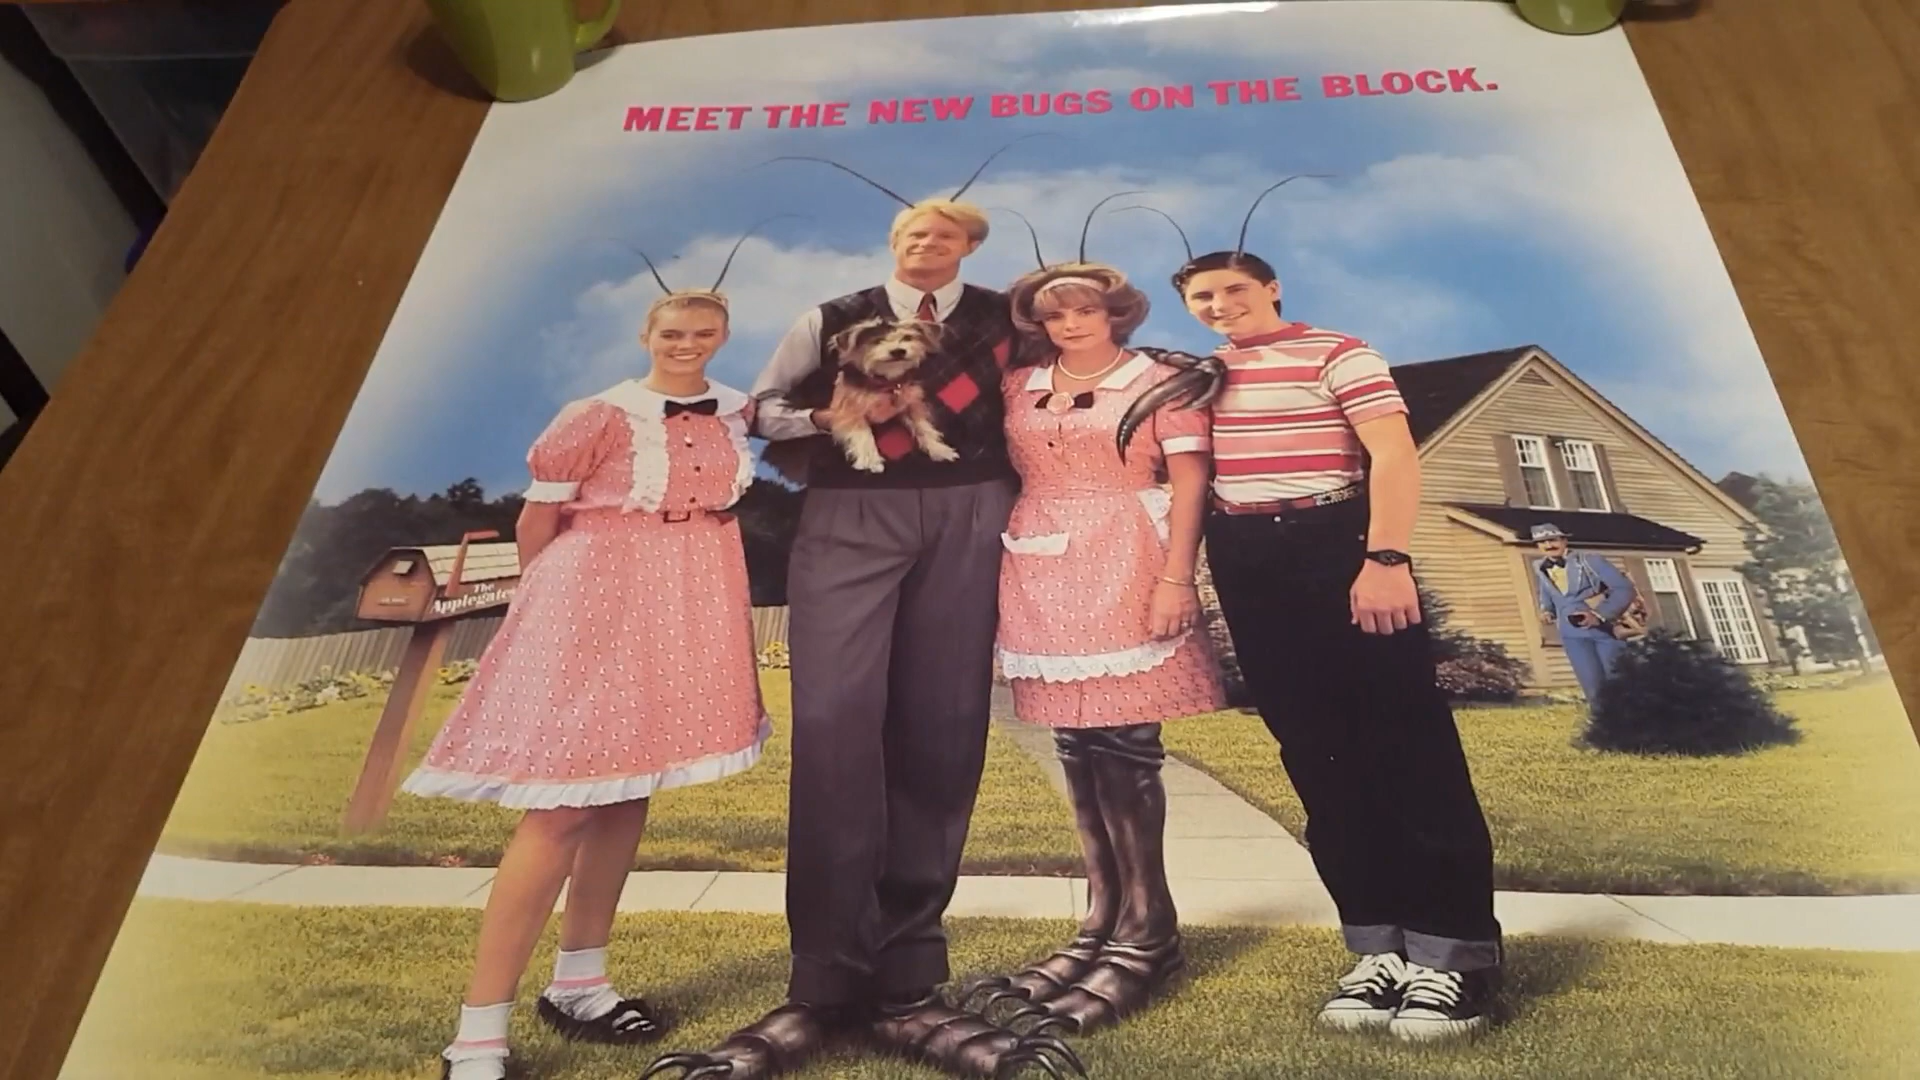 MEET THE NEW BUGS ON THE BLOCK.
The
Applegates